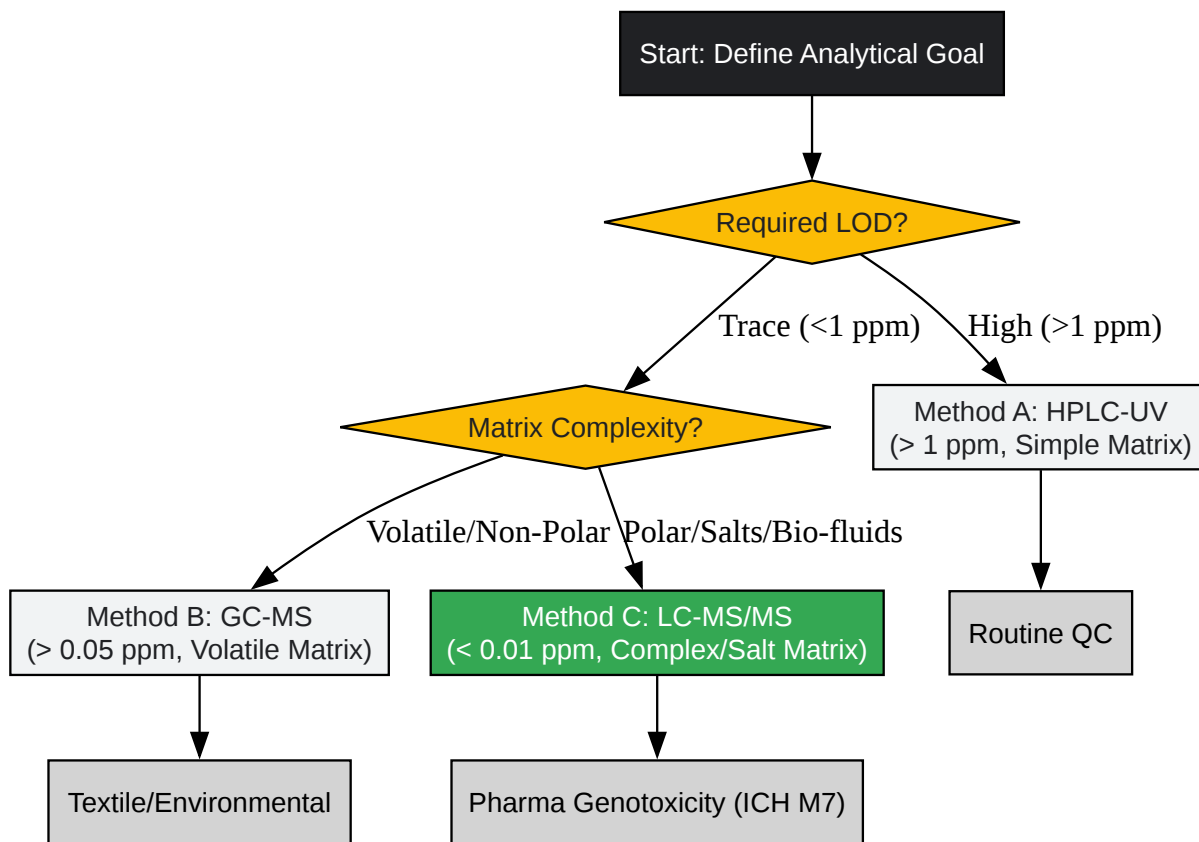 Start: Define Analytical Goal
Required LOD?
Trace (<1 ppm)
High (>1 ppm)
Matrix Complexity?
Method A: HPLC-UV
(> 1 ppm, Simple Matrix)
Volatile/Non-Polar
Polar/Salts/Bio-fluids
Method B: GC-MS
(> 0.05 ppm, Volatile Matrix)
Method C: LC-MS/MS
(< 0.01 ppm, Complex/Salt Matrix)
Routine QC
Textile/Environmental
Pharma Genotoxicity (ICH M7)